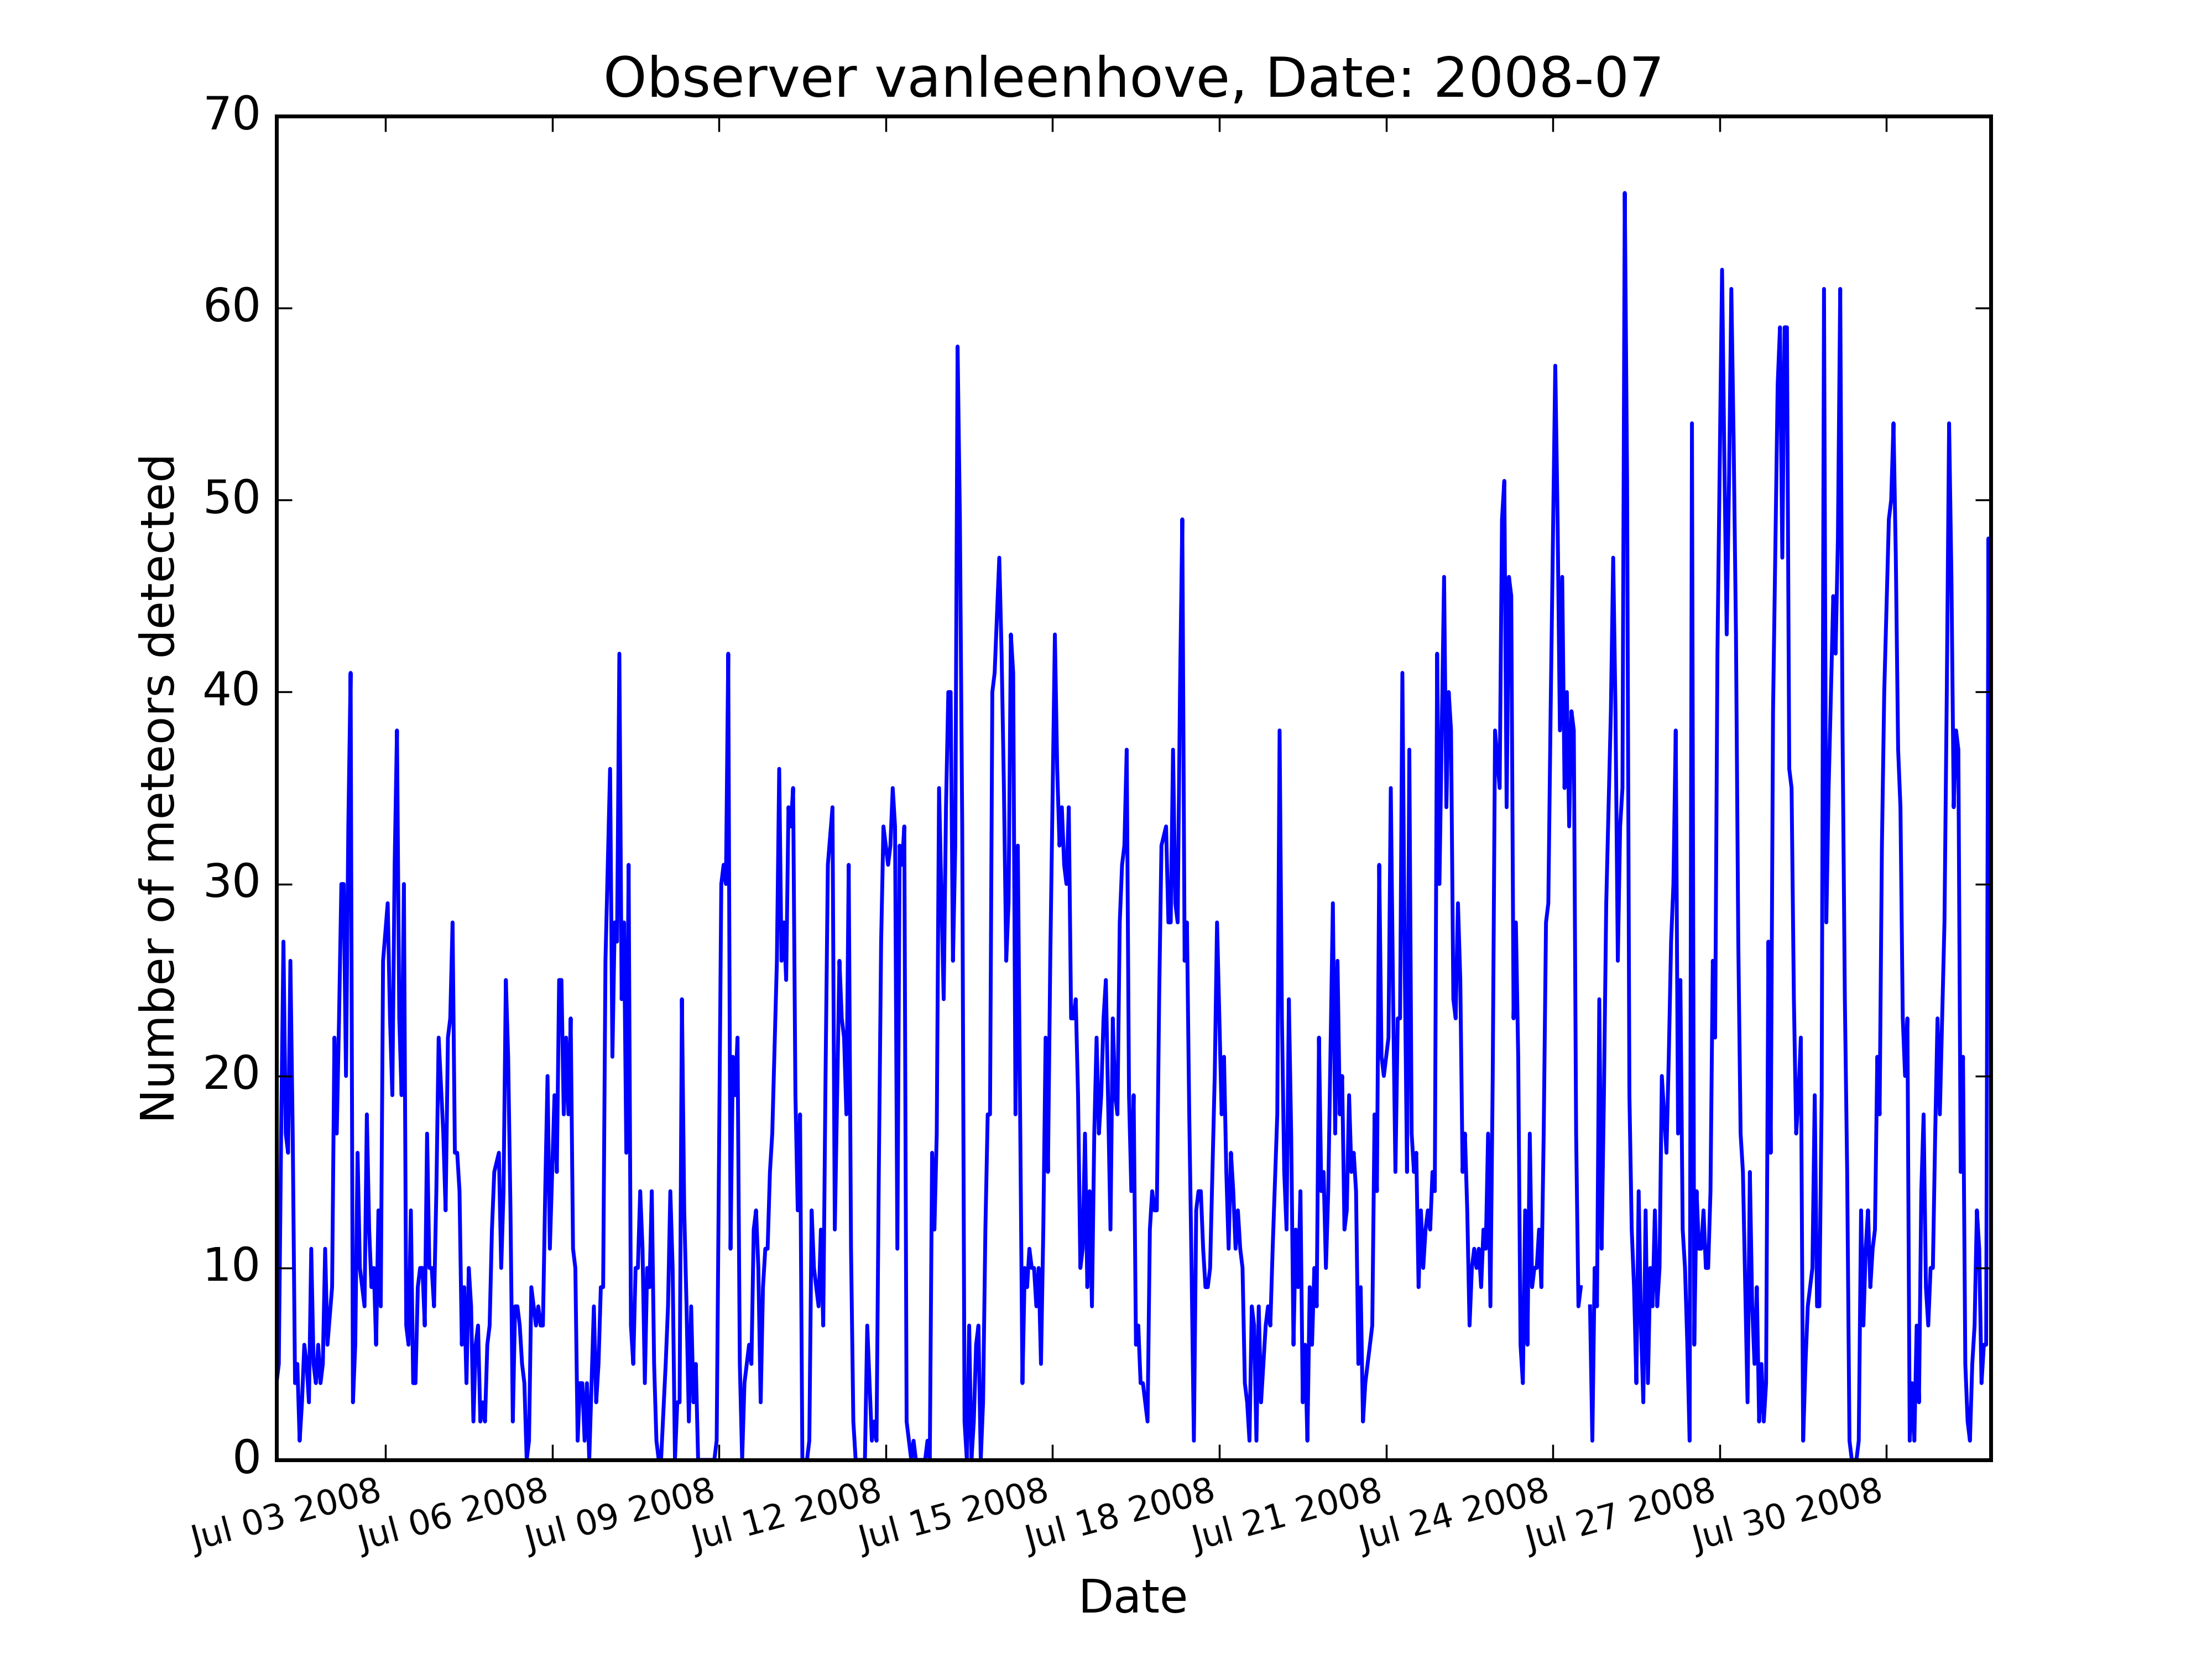 Observer vanleenhove, Date: 2008-07
70
60
50
40
30
20
10
0
Number of meteors detected
Jul 03 2008
Jul 06 2008
Jul 09 2008
Jul 12 2008
Jul 15 2008
Jul 18 2008
Jul 21 2008
Jul 24 2008
Jul 27 2008
Jul 30 2008
Date